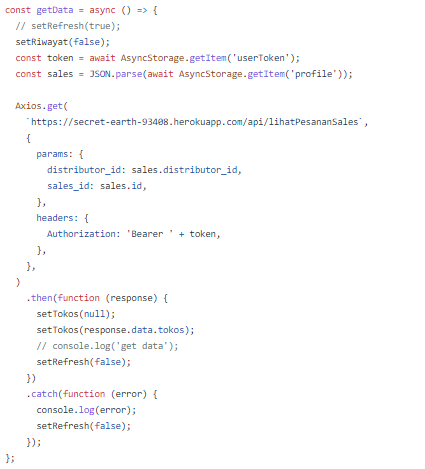 const getData = async () => {
  // setRefresh(true);
  setRiwayat(false);
  const token = await AsyncStorage.getItem('userToken');
  const sales = JSON.parse(await AsyncStorage.getItem('profile'));

  Axios.get(
    `https://secret-earth-93408.herokuapp.com/api/lihatPesananSales`,
    {
      params: {
        distributor_id: sales.distributor_id,
        sales_id: sales.id,
      },
      headers: {
        Authorization: 'Bearer ' + token,
      },
    },
  )
    .then(function (response) {
      setTokos(null);
      setTokos(response.data.tokos);
      // console.log('get data');
      setRefresh(false);
    })
    .catch(function (error) {
      console.log(error);
      setRefresh(false);
    });
};